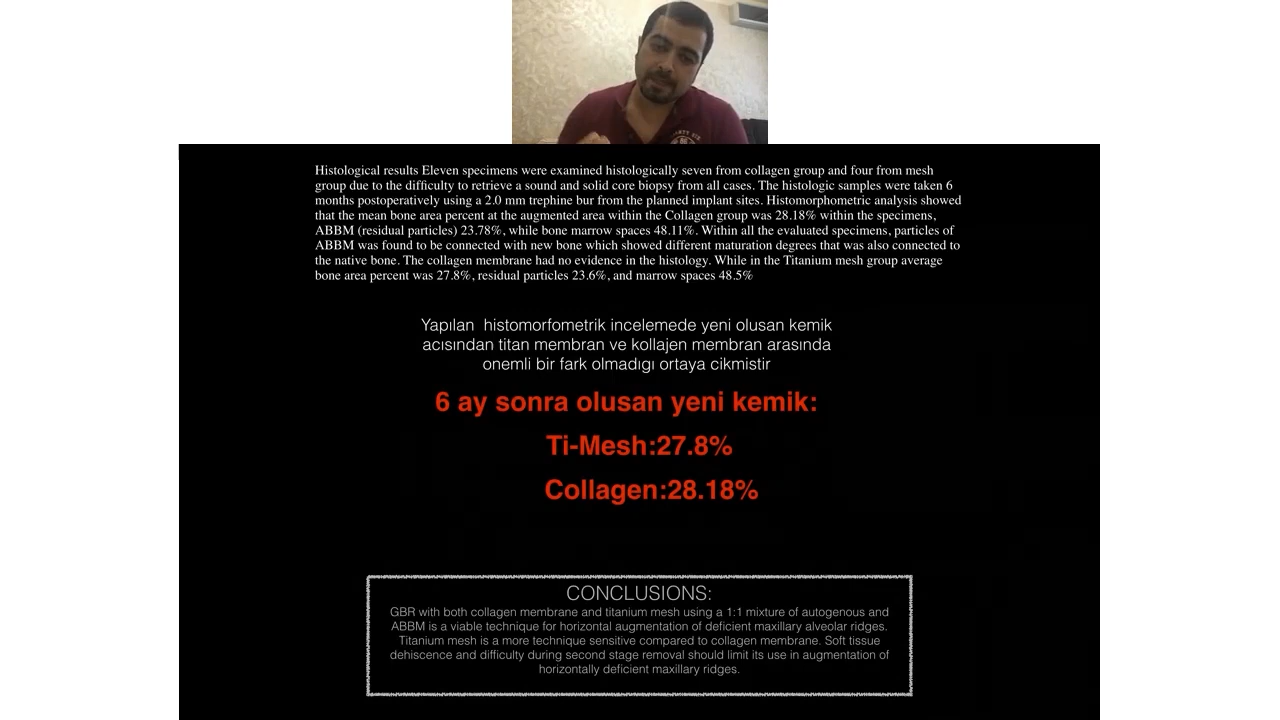 Histological results Eleven specimens were examined histologically seven from collagen group and four from mesh
group due to the difficulty to retrieve a sound and solid core biopsy from all cases. The histologic samples were taken 6
months postoperatively using a 2.0 mm trephine bur from the planned implant sites. Histomorphometric analysis showed
that the mean bone area percent at the augmented area within the Collagen group was 28.18% within the specimens,
ABBM (residual particles) 23.78%, while bone marrow spaces 48.11%. Within all the evaluated specimens, particles of
ABBM was found to be connected with new bone which showed different maturation degrees that was also connected to
the native bone. The collagen membrane had no evidence in the histology. While in the Titanium mesh group average
bone area percent was 27.8%, residual particles 23.6%, and marrow spaces 48.5%
Yapılan histomorfometrik incelemede yeni olusan kemik
acısından titan membran ve kollajen membran arasında
onemli bir fark olmadıgı ortaya cikmistir
6 ay sonra olusan yeni kemik:
Ti-Mesh:27.8%
Collagen:28.18%
CONCLUSIONS:
GBR with both collagen membrane and titanium mesh using a 1:1 mixture of autogenous and
ABBM is a viable technique for horizontal augmentation of deficient maxillary alveolar ridges.
Titanium mesh is a more technique sensitive compared to collagen membrane. Soft tissue
dehiscence and difficulty during second stage removal should limit its use in augmentation of
horizontally deficient maxillary ridges.